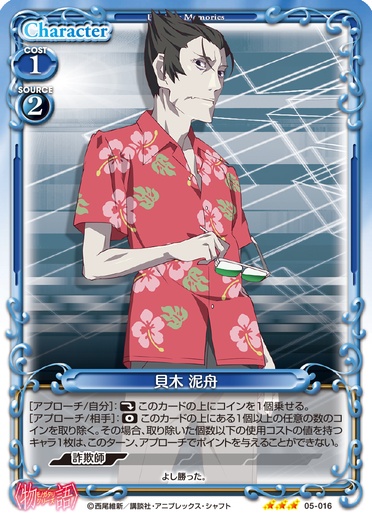 Character
COST
1
SOURCE
2
Memories
貝木 泥舟
[アプローチ/自分]: このカードの上にコインを1個乗せる。
[アプローチ/相手]: このカードの上にある1個以上の任意の数のコ
インを取り除く。その場合、取り除いた個数以下の使用コストの値を持つ
キャラ1枚は、このターン、アプローチでポイントを与えることができない。
詐欺師
よし勝った。
物語
©西尾維新／講談社・アニプレックス・シャフト
05-016